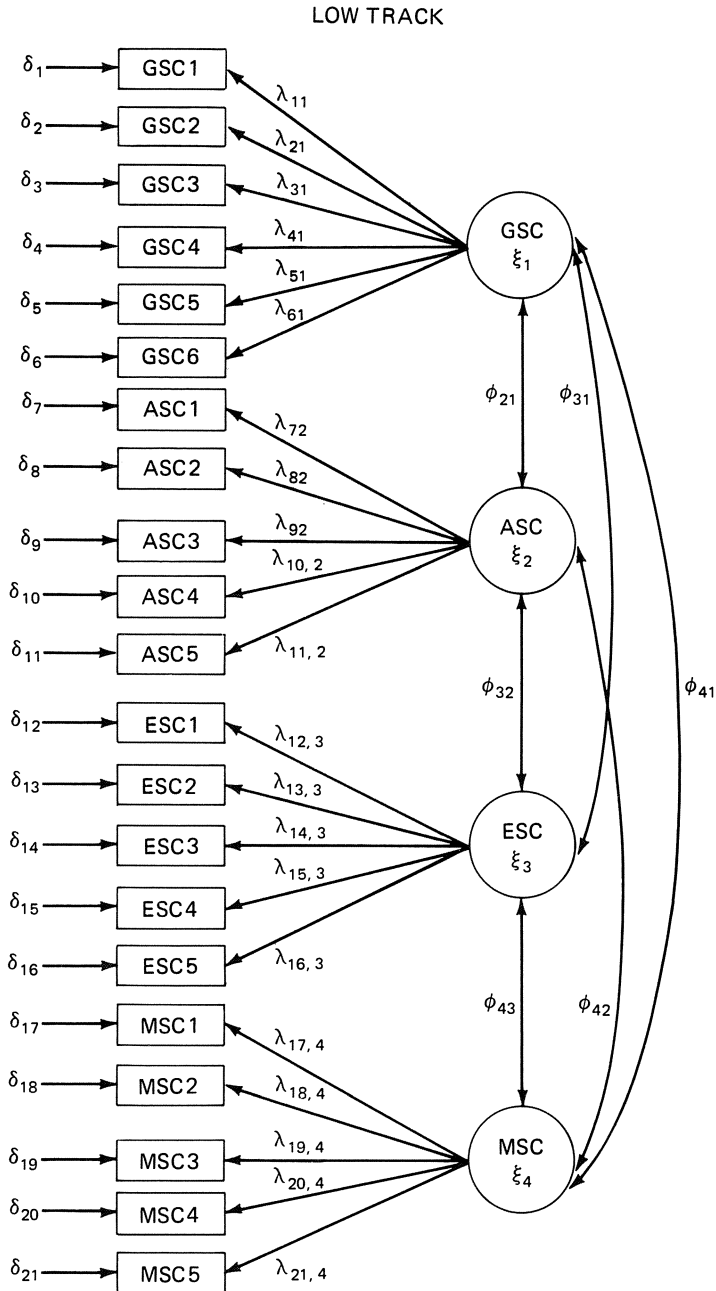 LOW TRACK
δ1 GSC1 λ11
δ2 GSC2 λ21
δ3 GSC3 λ31
δ4 GSC4 λ41
δ5 GSC5 λ51
δ6 GSC6 λ61
GSC
ξ1
δ7 ASC1 λ72
δ8 ASC2 λ82
δ9 ASC3 λ92
δ10 ASC4 λ10, 2
δ11 ASC5 λ11, 2
ASC
ξ2
δ12 ESC1 λ12, 3
δ13 ESC2 λ13, 3
δ14 ESC3 λ14, 3
δ15 ESC4 λ15, 3
δ16 ESC5 λ16, 3
ESC
ξ3
δ17 MSC1 λ17, 4
δ18 MSC2 λ18, 4
δ19 MSC3 λ19, 4
δ20 MSC4 λ20, 4
δ21 MSC5 λ21, 4
MSC
ξ4
ϕ21 ϕ31
ϕ32 ϕ41
ϕ43 ϕ42